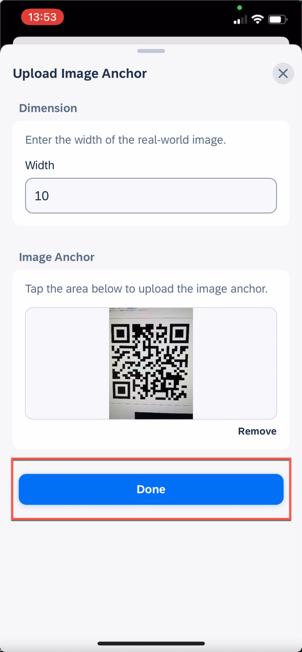 13:53
Upload Image Anchor
Dimension
Enter the width of the real-world image.
Width
10
Image Anchor
Tap the area below to upload the image anchor.
Remove
Done